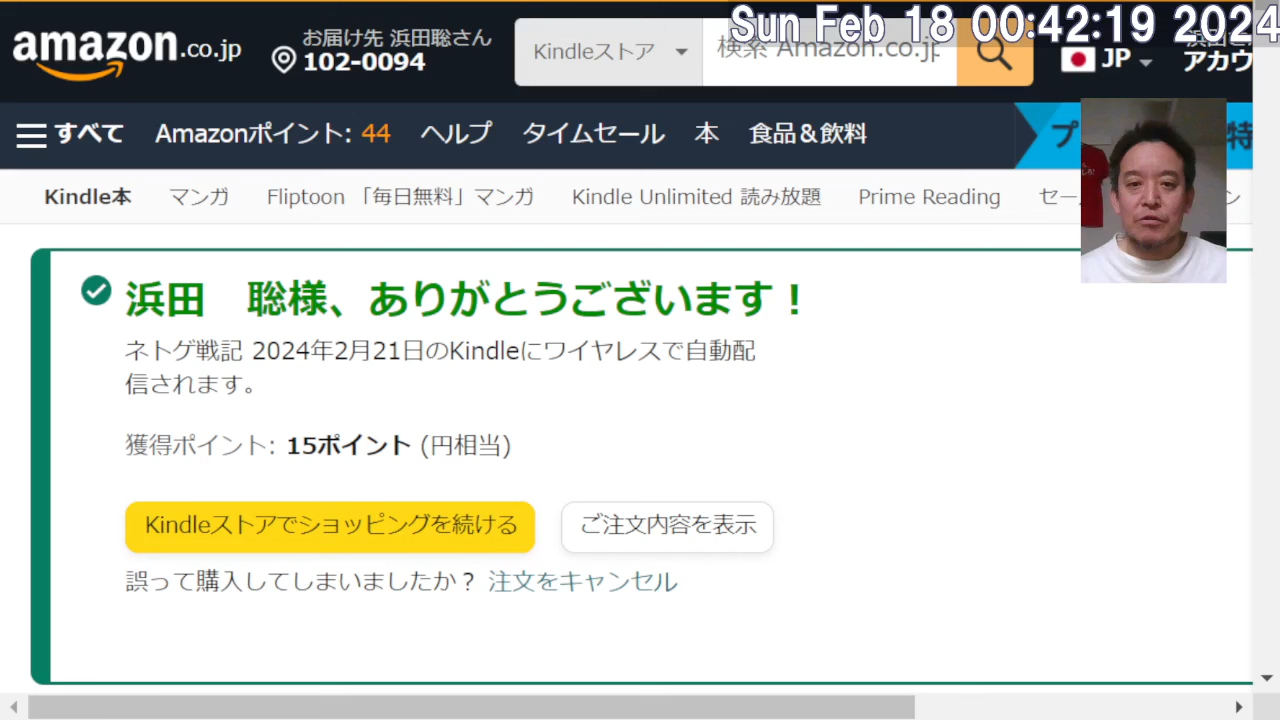 Sun Feb 18 00:42:19 2024
amazon.co.jp
お届け先 浜田聡さん
102-0094
Kindleストア
検索 Amazon.co.jp
JP
アカウ
すべて
Amazonポイント: 44
ヘルプ
タイムセール
本
食品＆飲料
プ
特
Kindle本
マンガ
Fliptoon 「毎日無料」マンガ
Kindle Unlimited 読み放題
Prime Reading
セー
ン
浜田　聡様、ありがとうございます！
ネトゲ戦記 2024年2月21日のKindleにワイヤレスで自動配
信されます。
獲得ポイント: 15ポイント (円相当)
Kindleストアでショッピングを続ける
ご注文内容を表示
誤って購入してしまいましたか？ 注文をキャンセル